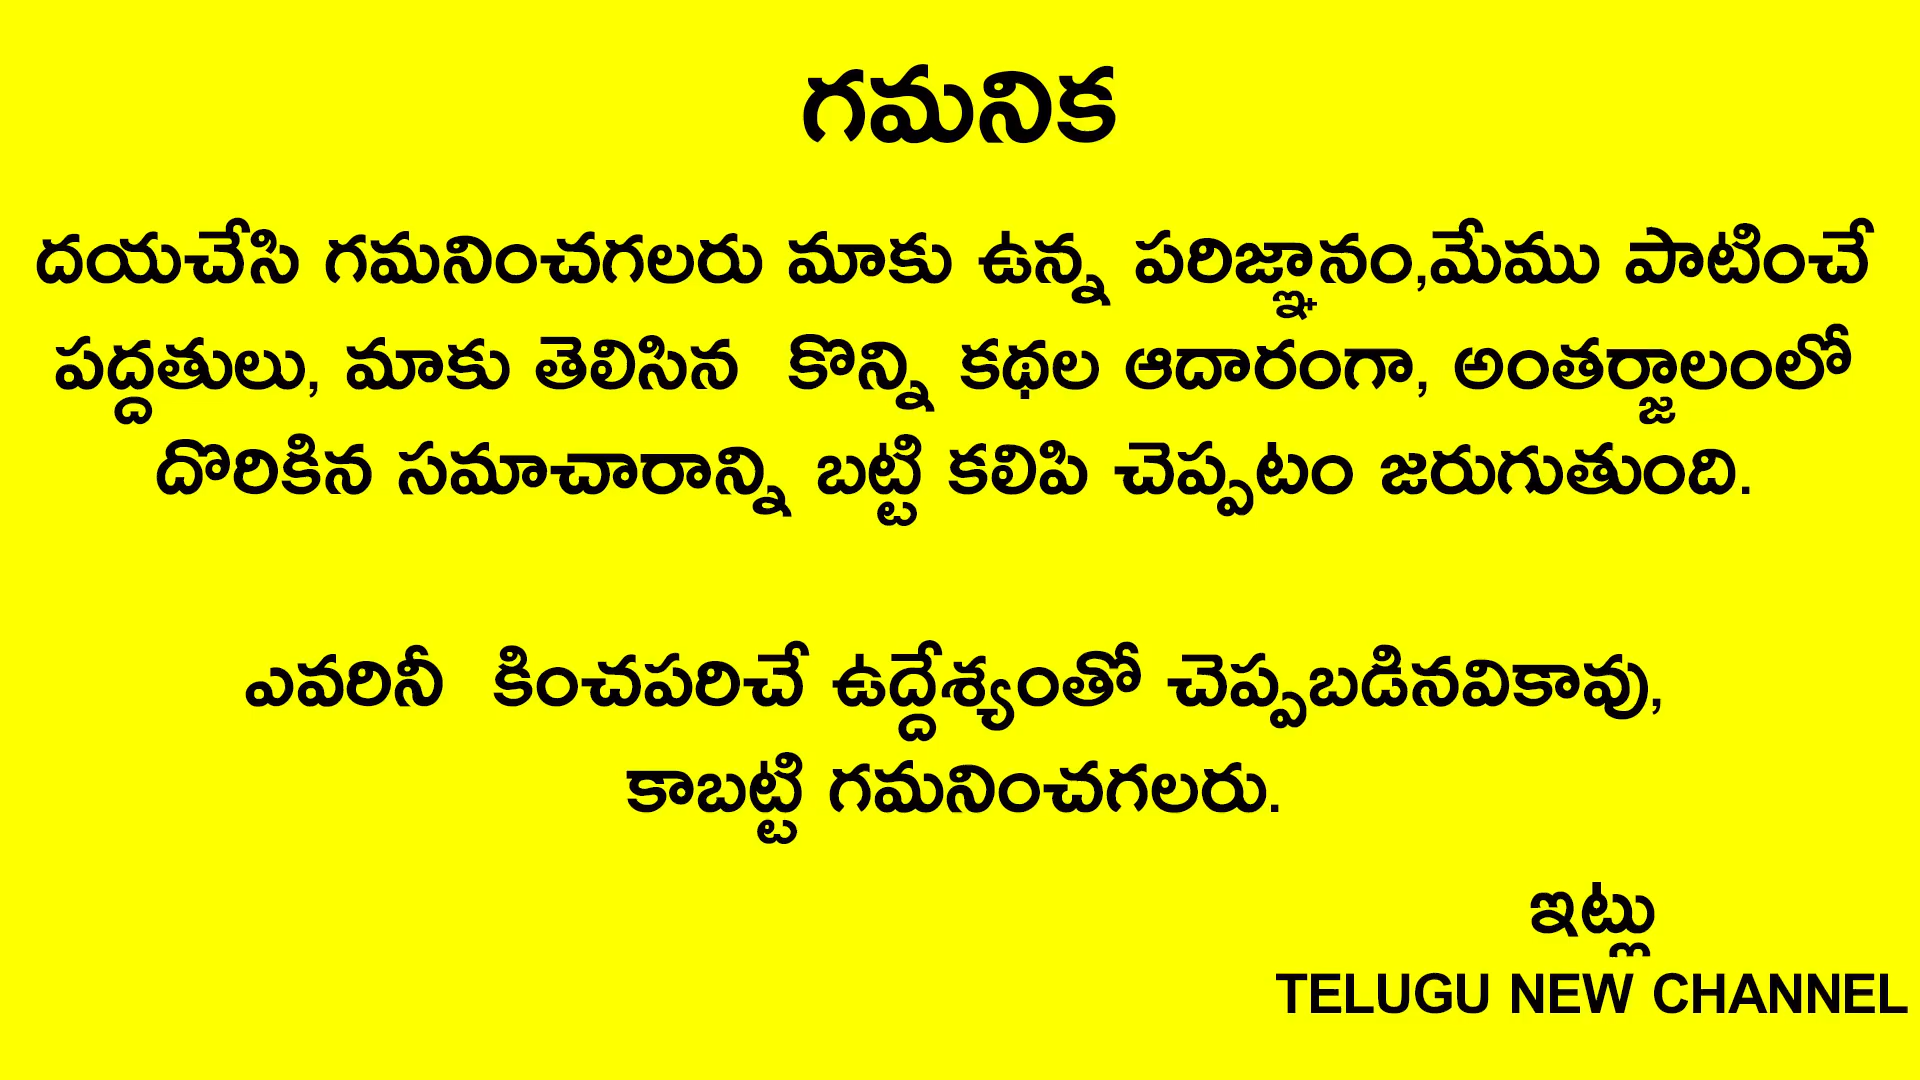 గమనిక
దయచేసి గమనించగలరు మాకు ఉన్న పరిజ్ఞానం,మేము పాటించే
పద్దతులు, మాకు తెలిసిన  కొన్ని కథల ఆదారంగా, అంతర్జాలంలో
దొరికిన సమాచారాన్ని బట్టి కలిపి చెప్పటం జరుగుతుంది.
ఎవరినీ  కించపరిచే ఉద్దేశ్యంతో చెప్పబడినవికావు,
కాబట్టి గమనించగలరు.
ఇట్లు
TELUGU NEW CHANNEL